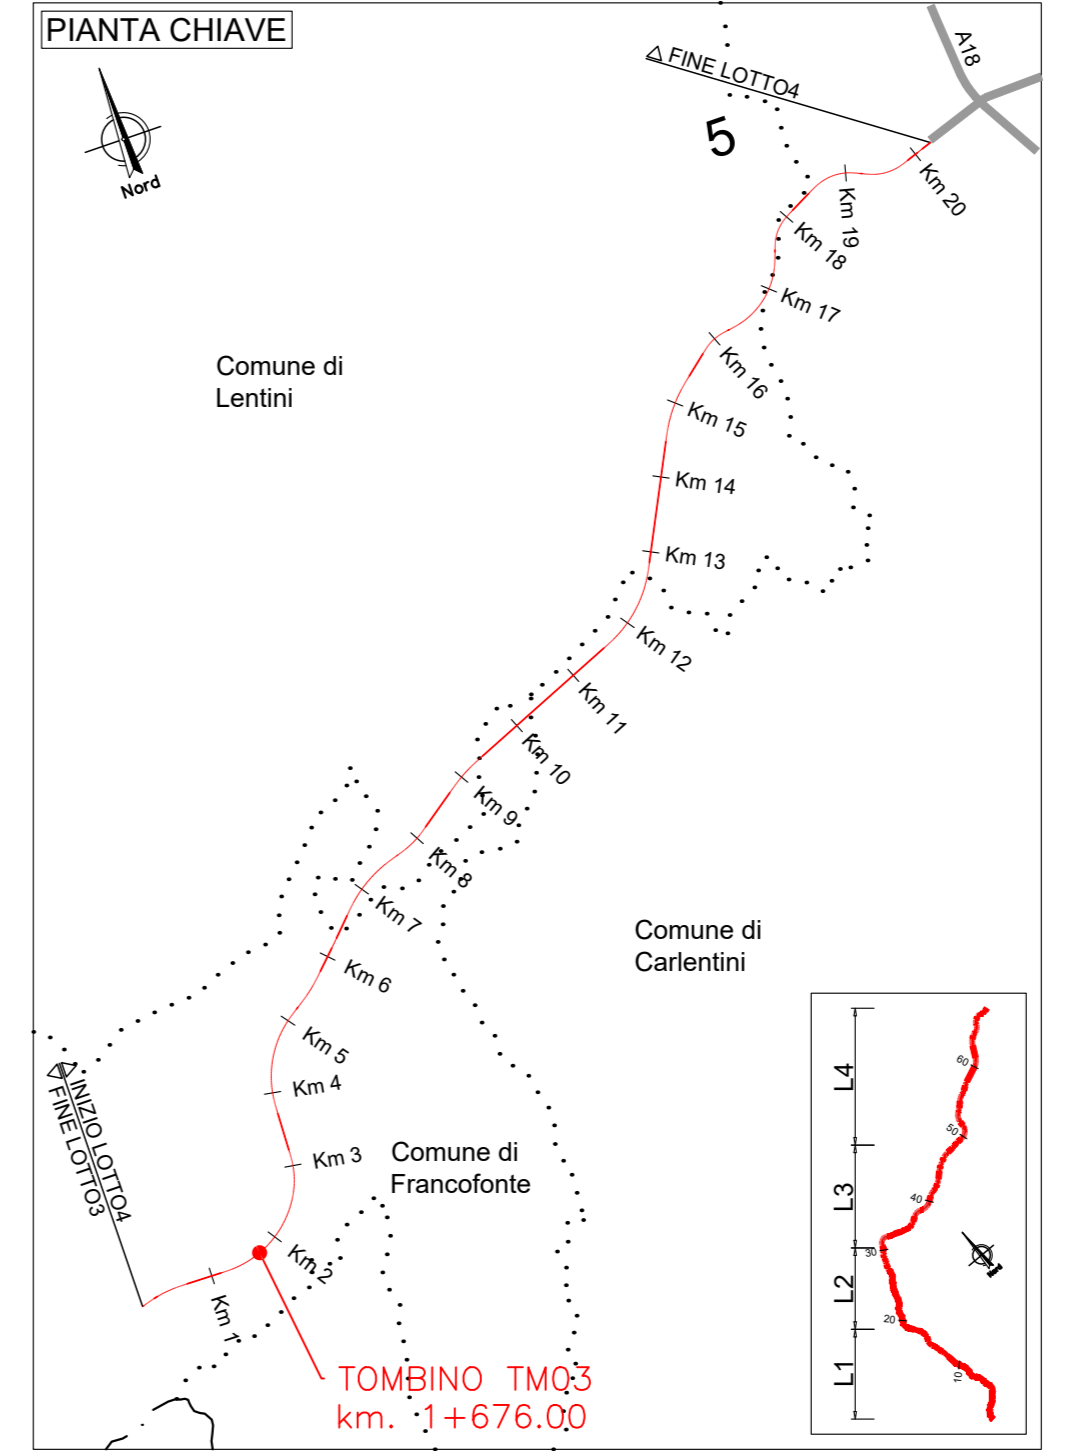 PIANTA CHIAVE
Nord
FINE LOTTO4
A18
5
Km 20
Km 19
Km 18
Km 17
Km 16
Comune di
Lentini
Km 15
Km 14
Km 13
Km 12
Km 11
Km 10
Km 9
Km 8
Km 7
Km 6
Comune di
Carlentini
Km 5
Km 4
Km 3
Comune di
Francofonte
INIZIO LOTTO4
FINE LOTTO3
Km 2
Km 1
TOMBINO TM03
km. 1+676.00
L4
L3
L2
L1
60
50
40
30
20
10